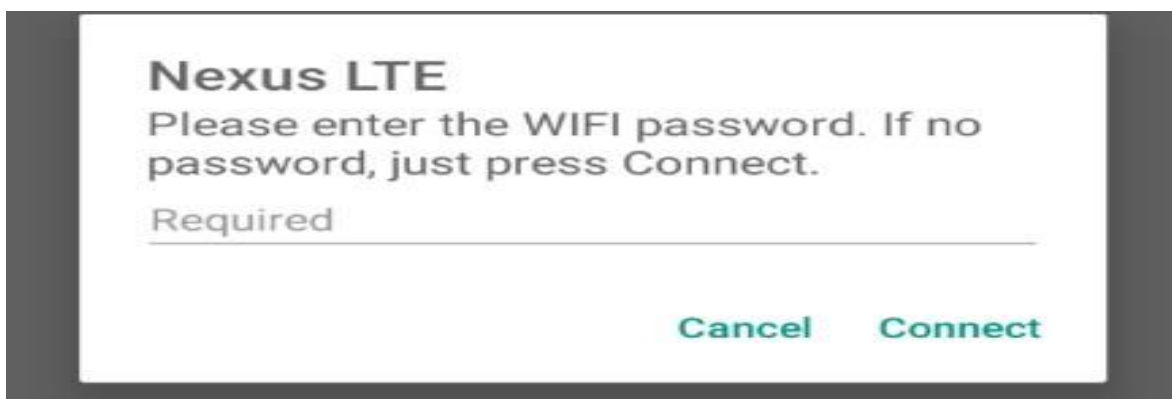 Nexus LTE
Please enter the WIFI password. If no
password, just press Connect.
Required
Cancel Connect